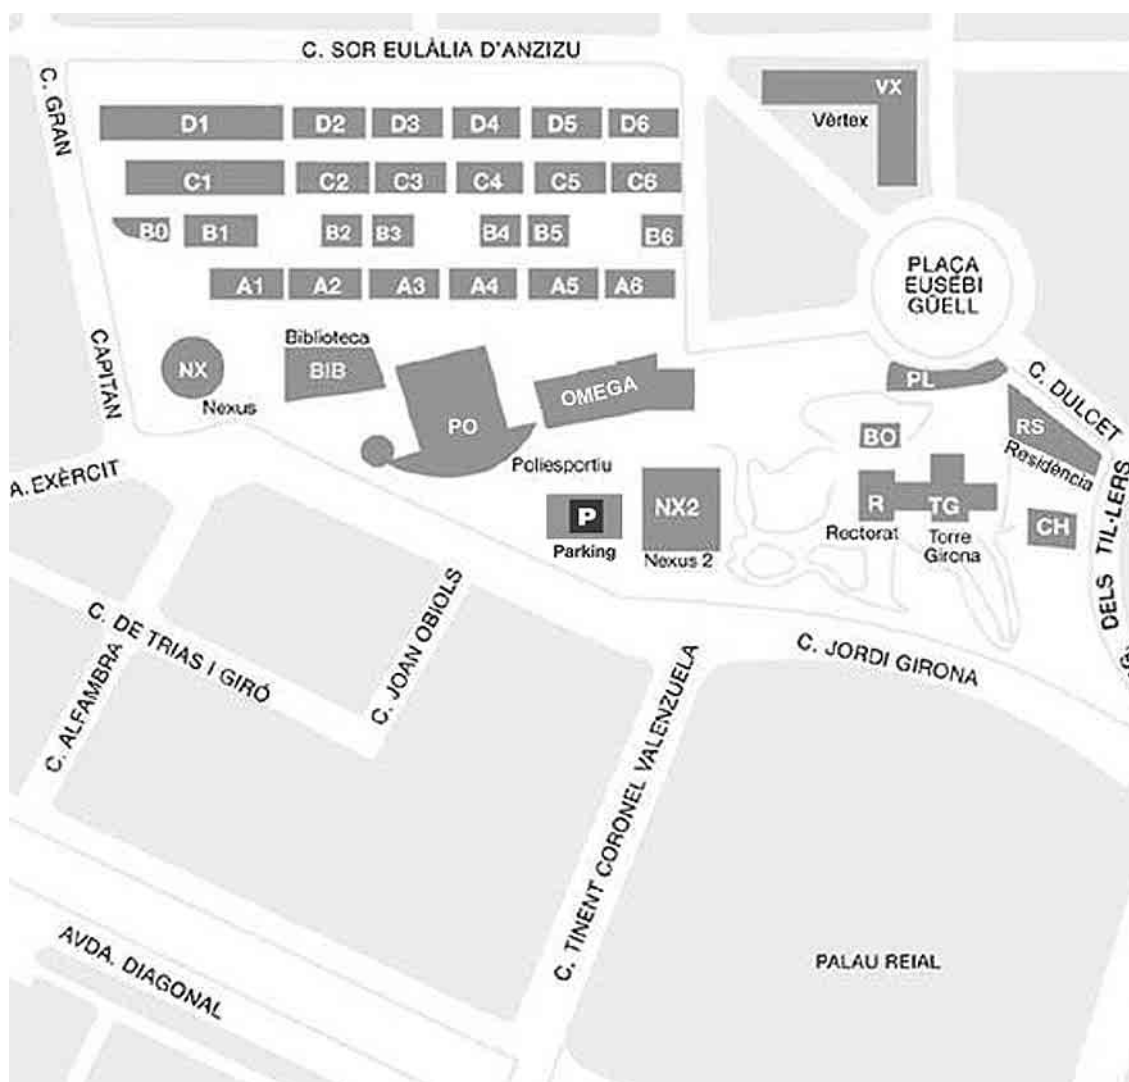 C. SOR EULÀLIA D'ANZIZU
C. GRAN
CAPITAN
VX
Vèrtex
D1 D2 D3 D4 D5 D6
C1 C2 C3 C4 C5 C6
B0 B1 B2 B3 B4 B5 B6
A1 A2 A3 A4 A5 A6
PLAÇA
EUSEBI
GÜELL
NX
Nexus
Biblioteca
BIB
PO
Poliesportiu
OMEGA
PL
C. DULCET
RS
Residència
BO
R
Rectorat
TG
Torre
Girona
CH
DELS TIL·LERS
A. EXÈRCIT
P
Parking
NX2
Nexus 2
C. JORDI GIRONA
C. DE TRIAS I GIRÓ
C. JOAN OBIOLS
C. ALFAMBRA
C. TINENT CORONEL VALENZUELA
AVDA. DIAGONAL
PALAU REIAL